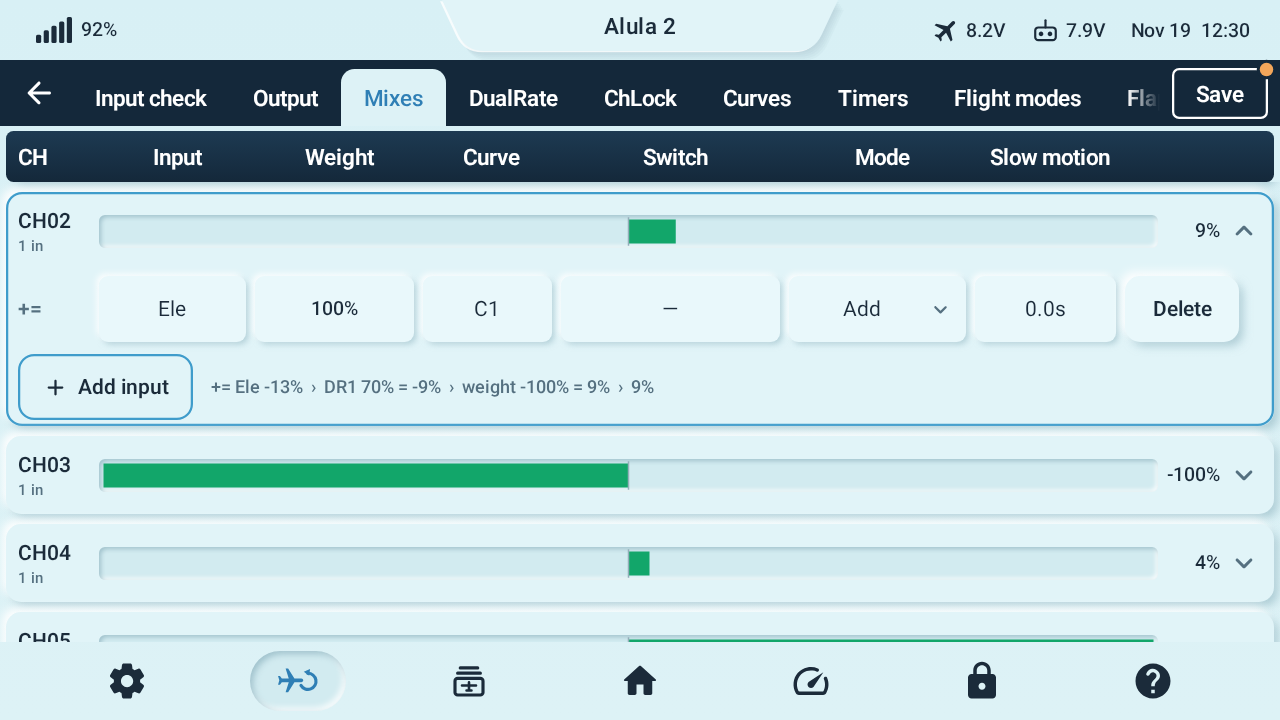 92%
Alula 2
8.2V
7.9V
Nov 19 12:30
Input check
Output
Mixes
DualRate
ChLock
Curves
Timers
Flight modes
Fla
Save
CH
Input
Weight
Curve
Switch
Mode
Slow motion
CH02
1 in
9%
+=
Ele
100%
C1
—
Add
0.0s
Delete
+ Add input
+= Ele -13% › DR1 70% = -9% › weight -100% = 9% › 9%
CH03
1 in
-100%
CH04
1 in
4%
CH05